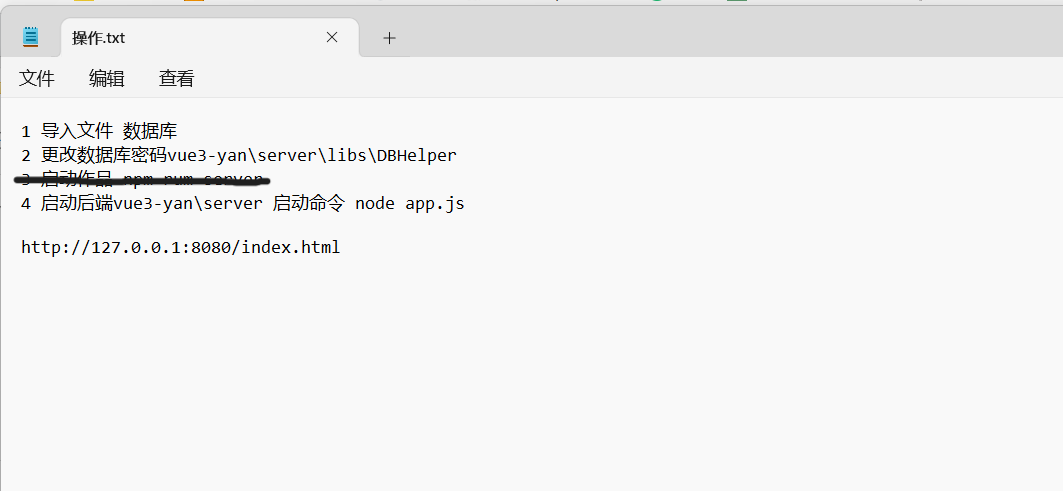 操作.txt
文件 编辑 查看
1 导入文件 数据库
2 更改数据库密码vue3-yan\server\libs\DBHelper
3 启动作品 npm rum server
4 启动后端vue3-yan\server 启动命令 node app.js
http://127.0.0.1:8080/index.html